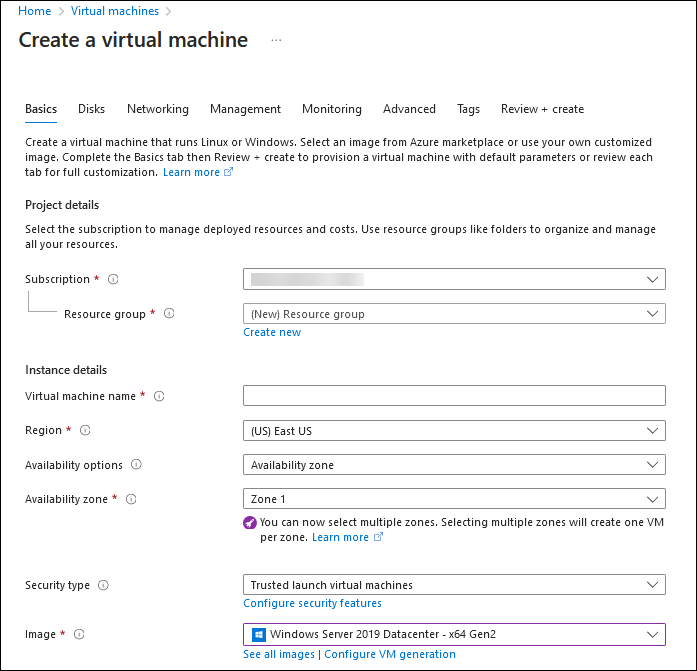 Home > Virtual machines >
Create a virtual machine ...
Basics Disks Networking Management Monitoring Advanced Tags Review + create
Create a virtual machine that runs Linux or Windows. Select an image from Azure marketplace or use your own customized
image. Complete the Basics tab then Review + create to provision a virtual machine with default parameters or review each
tab for full customization. Learn more
Project details
Select the subscription to manage deployed resources and costs. Use resource groups like folders to organize and manage
all your resources.
Subscription *
Resource group * (New) Resource group
Create new
Instance details
Virtual machine name *
Region * (US) East US
Availability options Availability zone
Availability zone * Zone 1
You can now select multiple zones. Selecting multiple zones will create one VM
per zone. Learn more
Security type Trusted launch virtual machines
Configure security features
Image * Windows Server 2019 Datacenter - x64 Gen2
See all images | Configure VM generation